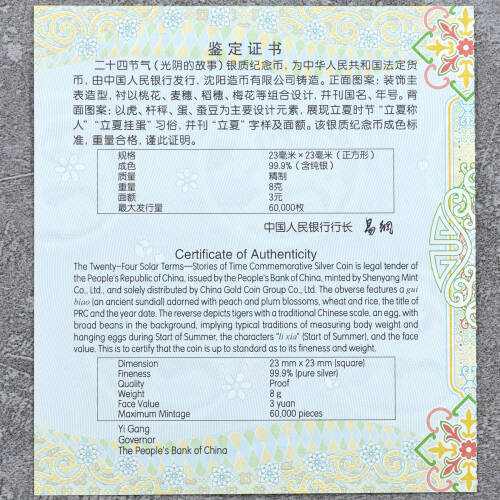 鉴定证书
二十四节气（光阴的故事）银质纪念币，为中华人民共和国法定货
币，由中国人民银行发行，沈阳造币有限公司铸造。正面图案：装饰圭
表造型，衬以桃花、麦穗、稻穗、梅花等组合设计，并刊国名、年号。背
面图案：以虎、杆秤、蛋、蚕豆为主要设计元素，展现立夏时节“立夏称
人”“立夏挂蛋”习俗，并刊“立夏”字样及面额。该银质纪念币成色标
准，重量合格，谨此证明。
规格 23毫米×23毫米（正方形）
成色 99.9%（含纯银）
质量 精制
重量 8克
面额 3元
最大发行量 60,000枚
中国人民银行行长 易纲
Certificate of Authenticity
The Twenty-Four Solar Terms—Stories of Time Commemorative Silver Coin is legal tender of
the People's Republic of China, issued by the People's Bank of China, minted by Shenyang Mint
Co., Ltd., and solely distributed by China Gold Coin Group Co., Ltd. The obverse features a gui
biao (an ancient sundial) adorned with peach and plum blossoms, wheat and rice, the title of
PRC and the year date. The reverse depicts tigers with a traditional Chinese scale, an egg, with
broad beans in the background, implying typical traditions of measuring body weight and
hanging eggs during Start of Summer, the characters “li xia” (Start of Summer), and the face
value. This is to certify that the coin is up to standard as to its fineness and weight.
Dimension 23 mm x 23 mm (square)
Fineness 99.9% (pure silver)
Quality Proof
Weight 8 g
Face Value 3 yuan
Maximum Mintage 60,000 pieces
Yi Gang
Governor
The People's Bank of China